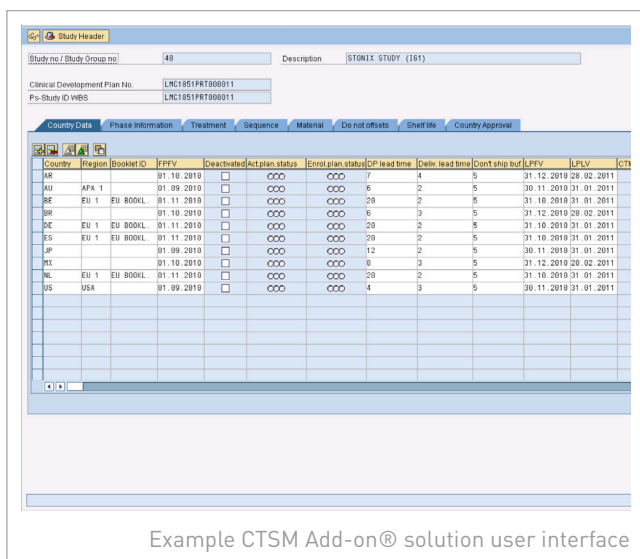 Study Header
Study no / Study Group no 40 Description STONIX STUDY (IG1)
Clinical Development Plan No. LMC1851PRT000011
Ps-Study ID WBS LMC1851PRT000011
Country Data Phase Information Treatment Sequence Material Do not offsets Shelf life Country Approval
Country Region Booklet ID FPFV Deactivated Act.plan.status Enrol.plan.status DP lead time Deliv. lead time Don't ship buf. LPFV LPLV CTM
AR 01.10.2010 7 4 5 31.12.2010 28.02.2011
AU APA 1 01.09.2010 6 2 5 30.11.2010 31.01.2011
BE EU 1 EU BOOKL. 01.11.2010 20 2 5 31.10.2010 31.01.2011
BR 01.10.2010 6 3 5 31.12.2010 28.02.2011
DE EU 1 EU BOOKL. 01.11.2010 20 2 5 31.10.2010 31.01.2011
ES EU 1 EU BOOKL. 01.11.2010 20 2 5 31.10.2010 31.01.2011
JP 01.09.2010 12 2 5 30.11.2010 31.01.2011
MX 01.10.2010 8 3 5 31.12.2010 28.02.2011
NL EU 1 EU BOOKL. 01.11.2010 20 2 5 31.10.2010 31.01.2011
US USA 01.09.2010 4 3 5 30.11.2010 31.01.2011
Example CTSM Add-on® solution user interface